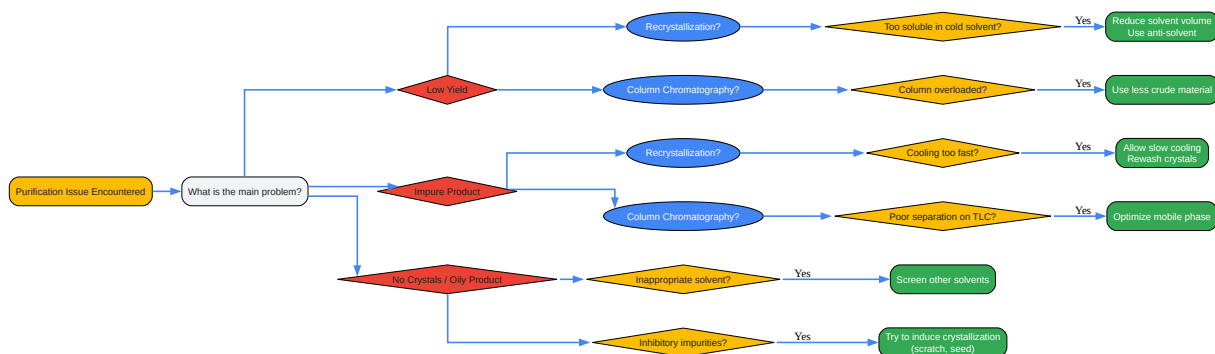 Recrystallization?
Too soluble in cold solvent?
Yes
Reduce solvent volume
Use anti-solvent
Low Yield
Column Chromatography?
Column overloaded?
Yes
Use less crude material
Recrystallization?
Cooling too fast?
Yes
Allow slow cooling
Rewash crystals
Purification Issue Encountered
What is the main problem?
Impure Product
Column Chromatography?
Poor separation on TLC?
Yes
Optimize mobile phase
No Crystals / Oily Product
Inappropriate solvent?
Yes
Screen other solvents
Inhibitory impurities?
Yes
Try to induce crystallization
(scratch, seed)